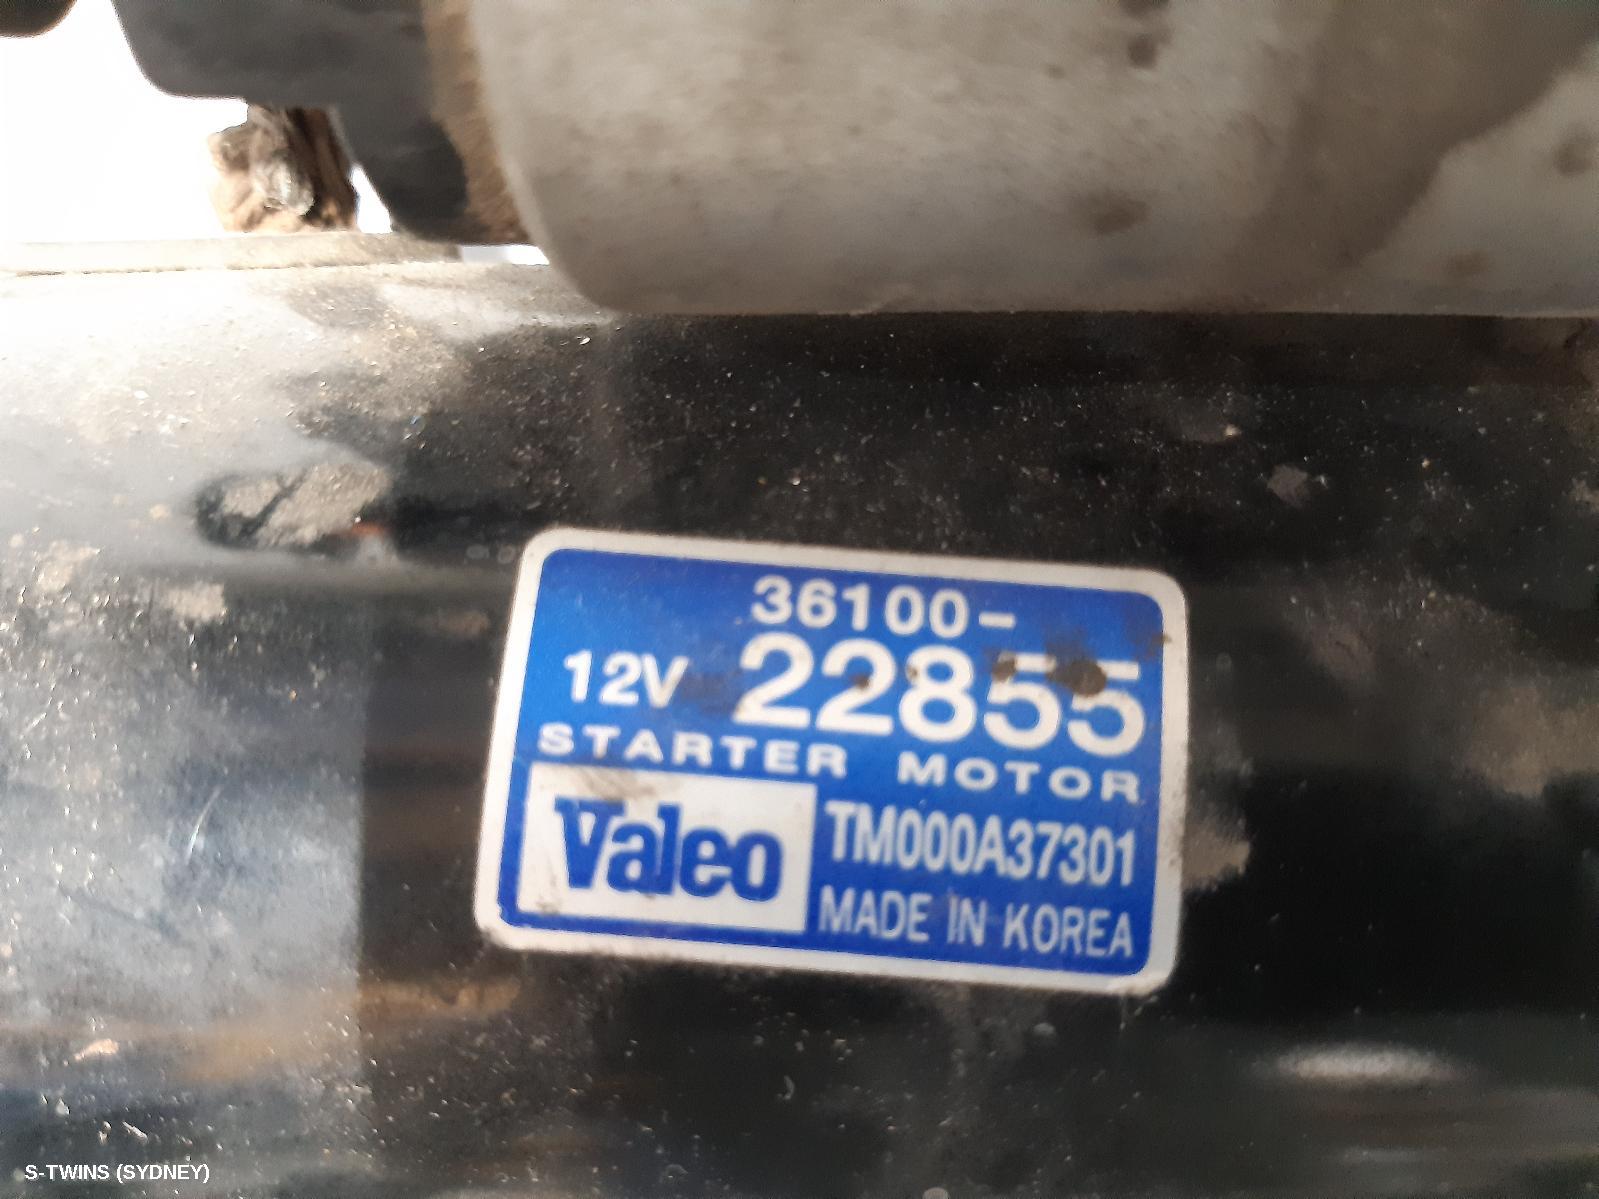 36100-
12V 22855
STARTER MOTOR
Valeo TM000A37301
MADE IN KOREA
S-TWINS (SYDNEY)